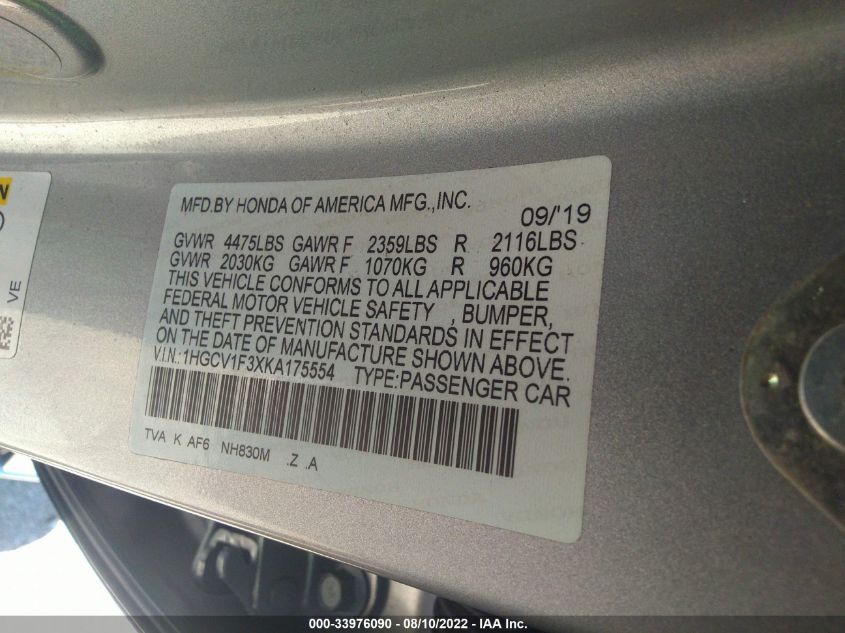 MFD.BY HONDA OF AMERICA MFG.,INC. 09/'19
GVWR 4475LBS GAWR F 2359LBS R 2116LBS
GVWR 2030KG GAWR F 1070KG R 960KG
THIS VEHICLE CONFORMS TO ALL APPLICABLE
FEDERAL MOTOR VEHICLE SAFETY , BUMPER,
AND THEFT PREVENTION STANDARDS IN EFFECT
ON THE DATE OF MANUFACTURE SHOWN ABOVE.
V.I.N.:1HGCV1F3XKA175554 TYPE:PASSENGER CAR
TVA K AF6 NH830M .Z .A
VE
000-33976090 - 08/10/2022 - IAA Inc.